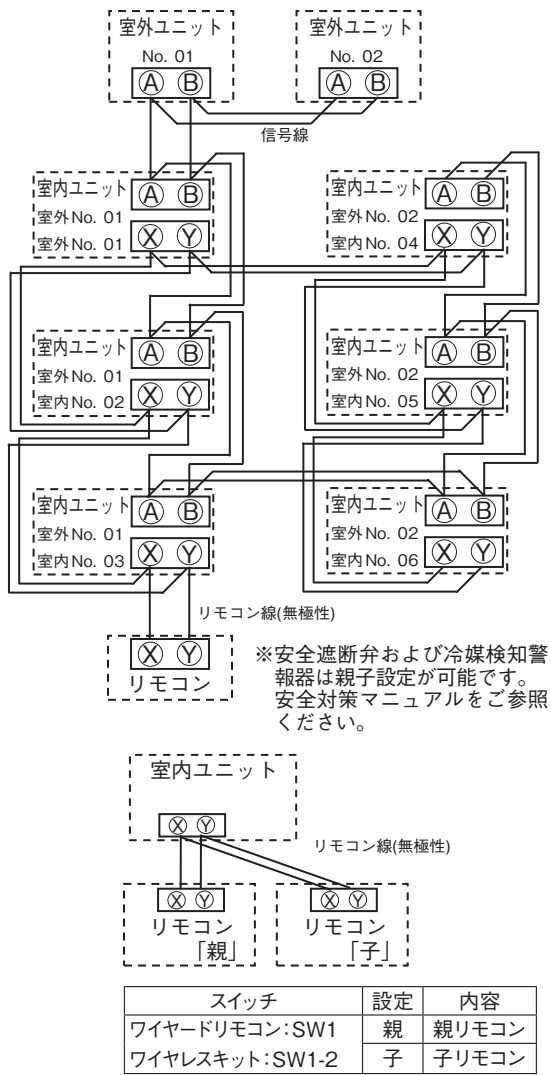 室外ユニット
No. 01
Ⓐ Ⓑ
室外ユニット
No. 02
Ⓐ Ⓑ
信号線
室内ユニット
室外No. 01
室外No. 01
Ⓐ Ⓑ
Ⓧ Ⓨ
室内ユニット
室外No. 02
室内No. 04
Ⓐ Ⓑ
Ⓧ Ⓨ
室内ユニット
室外No. 01
室内No. 02
Ⓐ Ⓑ
Ⓧ Ⓨ
室内ユニット
室外No. 02
室内No. 05
Ⓐ Ⓑ
Ⓧ Ⓨ
室内ユニット
室外No. 01
室内No. 03
Ⓐ Ⓑ
Ⓧ Ⓨ
室内ユニット
室外No. 02
室内No. 06
Ⓐ Ⓑ
Ⓧ Ⓨ
リモコン線(無極性)
Ⓧ Ⓨ
リモコン
※安全遮断弁および冷媒検知警
報器は親子設定が可能です。
安全対策マニュアルをご参照
ください。
室内ユニット
Ⓧ Ⓨ
リモコン線(無極性)
Ⓧ Ⓨ
リモコン
「親」
Ⓧ Ⓨ
リモコン
「子」
スイッチ 設定 内容
ワイヤードリモコン：SW1 親 親リモコン
ワイヤレスキット：SW1-2 子 子リモコン